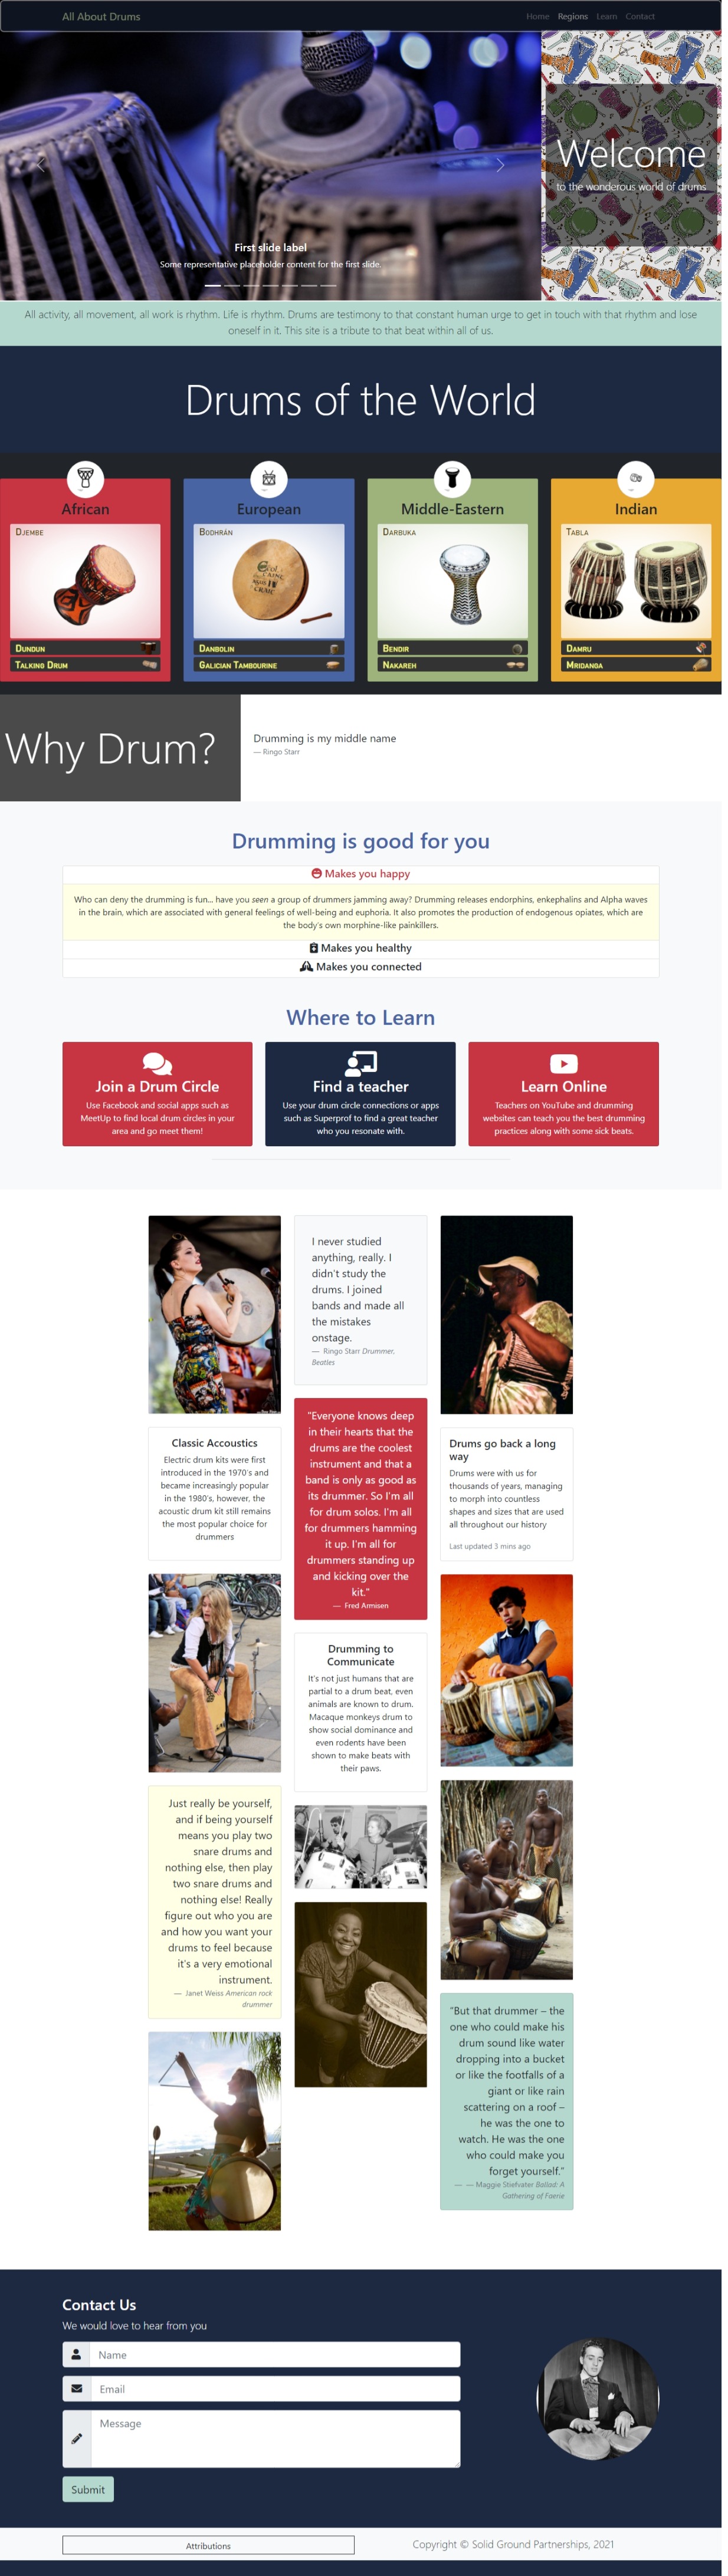 All About Drums
Home Regions Learn Contact
Welcome
to the wonderous world of drums
First slide label
Some representative placeholder content for the first slide.
All activity, all movement, all work is rhythm. Life is rhythm. Drums are testimony to that constant human urge to get in touch with that rhythm and lose
oneself in it. This site is a tribute to that beat within all of us.
Drums of the World
African
Djembe
Dundun
Talking Drum
European
Bodhrán
Danbolin
Galician Tambourine
Middle-Eastern
Darbuka
Bendir
Nakareh
Indian
Tabla
Damru
Mridanga
Why Drum?
Drumming is my middle name
— Ringo Starr
Drumming is good for you
Makes you happy
Who can deny the drumming is fun... have you seen a group of drummers jamming away? Drumming releases endorphins, enkephalins and Alpha waves
in the brain, which are associated with general feelings of well-being and euphoria. It also promotes the production of endogenous opiates, which are
the body's own morphine-like painkillers.
Makes you healthy
Makes you connected
Where to Learn
Join a Drum Circle
Use Facebook and social apps such as
MeetUp to find local drum circles in your
area and go meet them!
Find a teacher
Use your drum circle connections or apps
such as Superprof to find a great teacher
who you resonate with.
Learn Online
Teachers on YouTube and drumming
websites can teach you the best drumming
practices along with some sick beats.
Classic Accoustics
Electric drum kits were first
introduced in the 1970's and
became increasingly popular
in the 1980's, however, the
acoustic drum kit still remains
the most popular choice for
drummers
Just really be yourself,
and if being yourself
means you play two
snare drums and
nothing else, then play
two snare drums and
nothing else! Really
figure out who you are
and how you want your
drums to feel because
it's a very emotional
instrument.
— Janet Weiss American rock
drummer
I never studied
anything, really. I
didn't study the
drums. I joined
bands and made all
the mistakes
onstage.
— Ringo Starr Drummer,
Beatles
"Everyone knows deep
in their hearts that the
drums are the coolest
instrument and that a
band is only as good as
its drummer. So I'm all
for drum solos. I'm all
for drummers hamming
it up. I'm all for
drummers standing up
and kicking over the
kit."
— Fred Armisen
Drumming to
Communicate
It's not just humans that are
partial to a drum beat, even
animals are known to drum.
Macaque monkeys drum to
show social dominance and
even rodents have been
shown to make beats with
their paws.
Drums go back a long
way
Drums were with us for
thousands of years, managing
to morph into countless
shapes and sizes that are used
all throughout our history
Last updated 3 mins ago
"But that drummer – the
one who could make his
drum sound like water
dropping into a bucket
or like the footfalls of a
giant or like rain
scattering on a roof –
he was the one to
watch. He was the one
who could make you
forget yourself."
— — Maggie Stiefvater Ballad: A
Gathering of Faerie
Contact Us
We would love to hear from you
Name
Email
Message
Submit
Attributions
Copyright © Solid Ground Partnerships, 2021